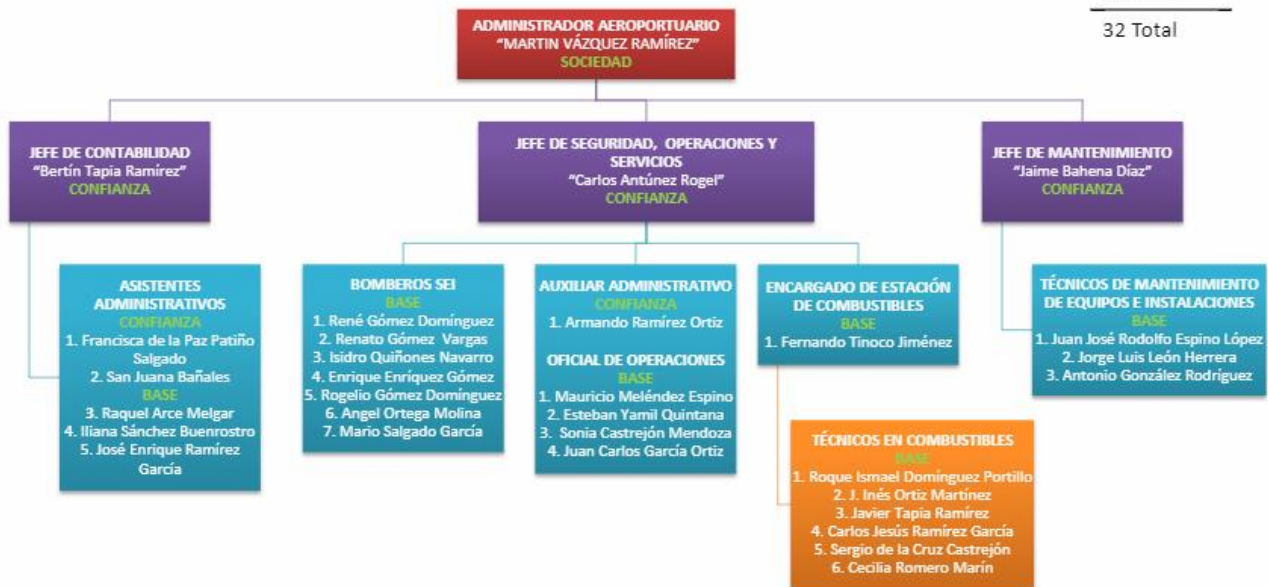 32 Total
ADMINISTRADOR AEROPORTUARIO
"MARTIN VÁZQUEZ RAMÍREZ"
SOCIEDAD
JEFE DE CONTABILIDAD
"Bertín Tapia Ramírez"
CONFIANZA
JEFE DE SEGURIDAD, OPERACIONES Y
SERVICIOS
"Carlos Antúnez Rogel"
CONFIANZA
JEFE DE MANTENIMIENTO
"Jaime Bahena Díaz"
CONFIANZA
ASISTENTES
ADMINISTRATIVOS
CONFIANZA
1. Francisca de la Paz Patiño
Salgado
2. San Juana Bañales
BASE
3. Raquel Arce Melgar
4. Iliana Sánchez Buenrostro
5. José Enrique Ramírez
García
BOMBEROS SEI
BASE
1. René Gómez Domínguez
2. Renato Gómez Vargas
3. Isidro Quiñones Navarro
4. Enrique Enríquez Gómez
5. Rogelio Gómez Domínguez
6. Angel Ortega Molina
7. Mario Salgado García
AUXILIAR ADMINISTRATIVO
CONFIANZA
1. Armando Ramírez Ortiz
OFICIAL DE OPERACIONES
BASE
1. Mauricio Meléndez Espino
2. Esteban Yamil Quintana
3. Sonia Castrejón Mendoza
4. Juan Carlos García Ortiz
ENCARGADO DE ESTACIÓN
DE COMBUSTIBLES
BASE
1. Fernando Tinoco Jiménez
TÉCNICOS EN COMBUSTIBLES
BASE
1. Roque Ismael Domínguez Portillo
2. J. Inés Ortiz Martínez
3. Javier Tapia Ramírez
4. Carlos Jesús Ramírez García
5. Sergio de la Cruz Castrejón
6. Cecilia Romero Marín
TÉCNICOS DE MANTENIMIENTO
DE EQUIPOS E INSTALACIONES
BASE
1. Juan José Rodolfo Espino López
2. Jorge Luis León Herrera
3. Antonio González Rodríguez